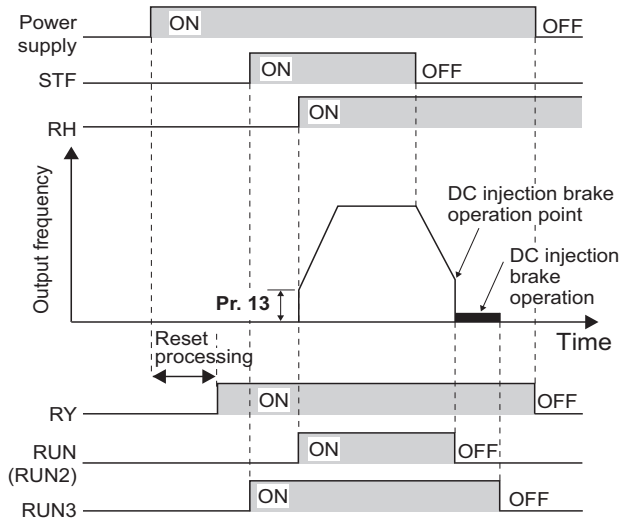 Power supply
ON
OFF
STF
ON
OFF
RH
ON
Output frequency
DC injection brake
operation point
DC injection
brake
operation
Pr. 13
Time
Reset
processing
RY
ON
OFF
RUN
(RUN2)
ON
OFF
RUN3
ON
OFF